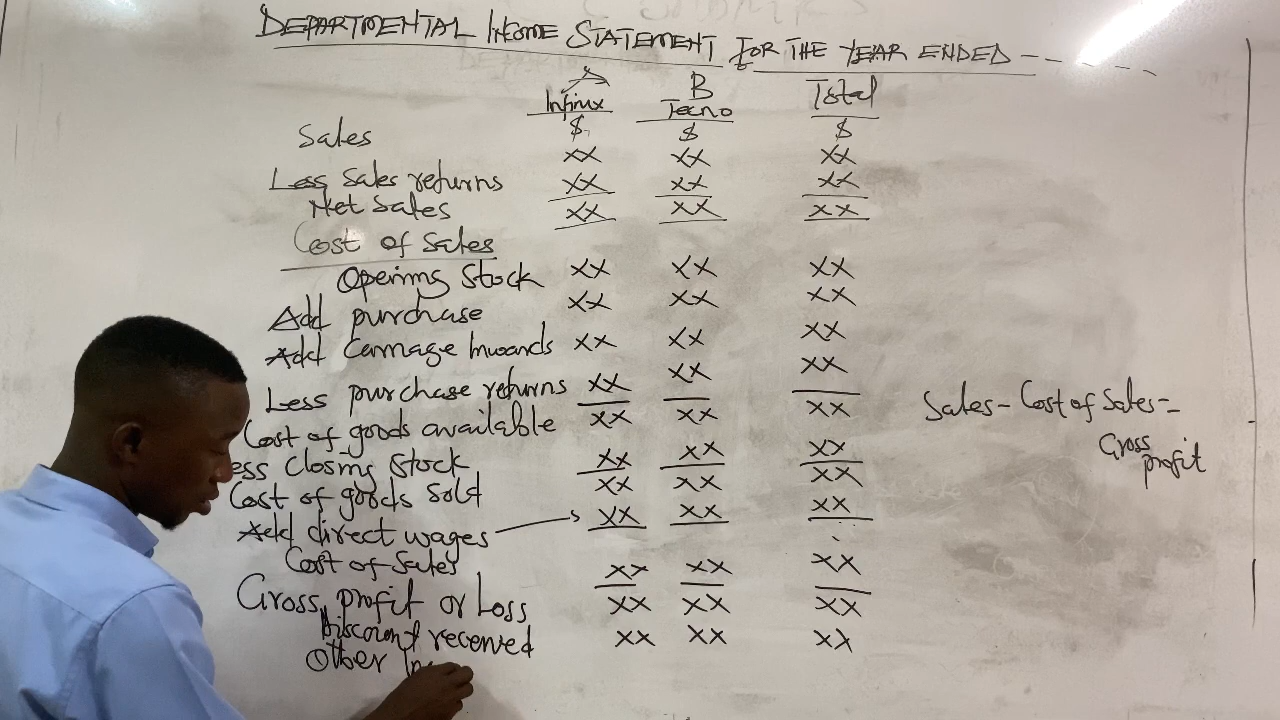 DEPARTMENTAL INCOME STATEMENT FOR THE YEAR ENDED ------
A B Total
Infinix Tecno
$ $ $
Sales xx xx xx
Less Sales returns xx xx xx
Net Sales xx xx xx
Cost of Sales
Opening Stock xx xx xx
Add purchase xx xx xx
Add Carriage Inwards xx xx xx
Less purchase returns xx xx xx
Cost of goods available xx xx xx
ess Closing Stock xx xx xx
Cost of goods Sold xx xx xx
Add direct wages xx xx xx
Cost of Sales xx xx xx
Gross profit or Loss xx xx xx
Discount received xx xx xx
Other In
Sales - Cost of Sales =
Gross
profit